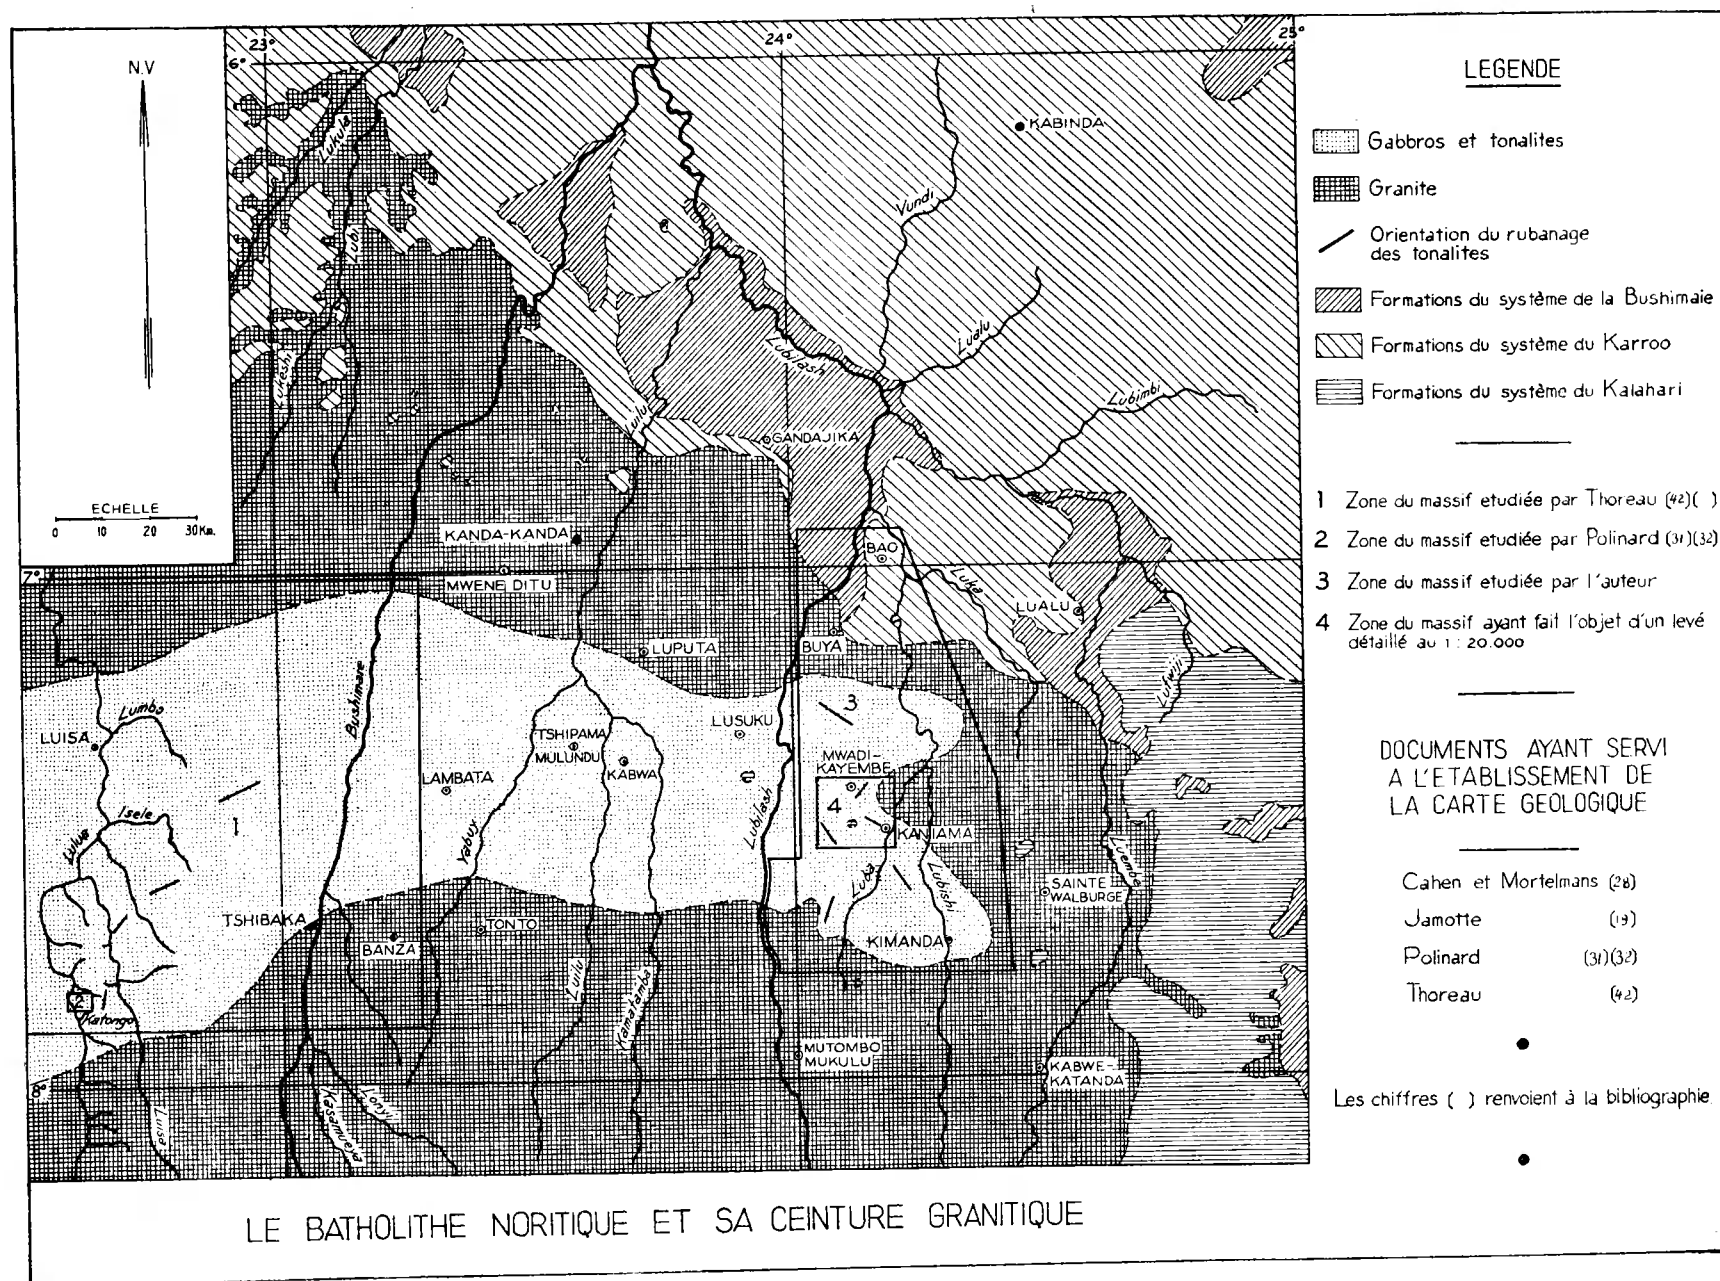 N.V
ECHELLE
0 10 20 30Km.
23°
24°
25°
6°
7°
8°
KABINDA
Lukula
Lubi
Vundi
Lualu
Lubimbi
Lubilash
Lukeshi
Luilu
GANDAJIKA
KANDA-KANDA
MWENE DITU
BAO
Luka
LUALU
LUPUTA
BUYA
Lufwiji
Bushimaie
Lumbo
LUISA
TSHIPAMA
MULUNDU
KABWA
LUSUKU
3
MWADI-
KAYEMBE
LAMBATA
4
1
Isele
Lulua
Yabuy
Lubilash
KANIAMA
Luba
Lubishi
Luembe
SAINTE
WALBURGE
TSHIBAKA
BANZA
TONTO
KIMANDA
2
Katongo
Luilu
Kamatamba
MUTOMBO
MUKULU
KABWE-
KATANDA
Luisa
Kasamueya
LEGENDE
Gabbros et tonalites
Granite
Orientation du rubanage
des tonalites
Formations du système de la Bushimaie
Formations du système du Karroo
Formations du système du Kalahari
1 Zone du massif etudiée par Thoreau (42)( )
2 Zone du massif etudiée par Polinard (31)(32)
3 Zone du massif etudiée par l'auteur
4 Zone du massif ayant fait l'objet d'un levé
détaillé au 1 : 20.000
DOCUMENTS AYANT SERVI
A L'ETABLISSEMENT DE
LA CARTE GEOLOGIQUE
Cahen et Mortelmans (28)
Jamotte (19)
Polinard (31)(32)
Thoreau (42)
Les chiffres ( ) renvoient à la bibliographie.
LE BATHOLITHE NORITIQUE ET SA CEINTURE GRANITIQUE